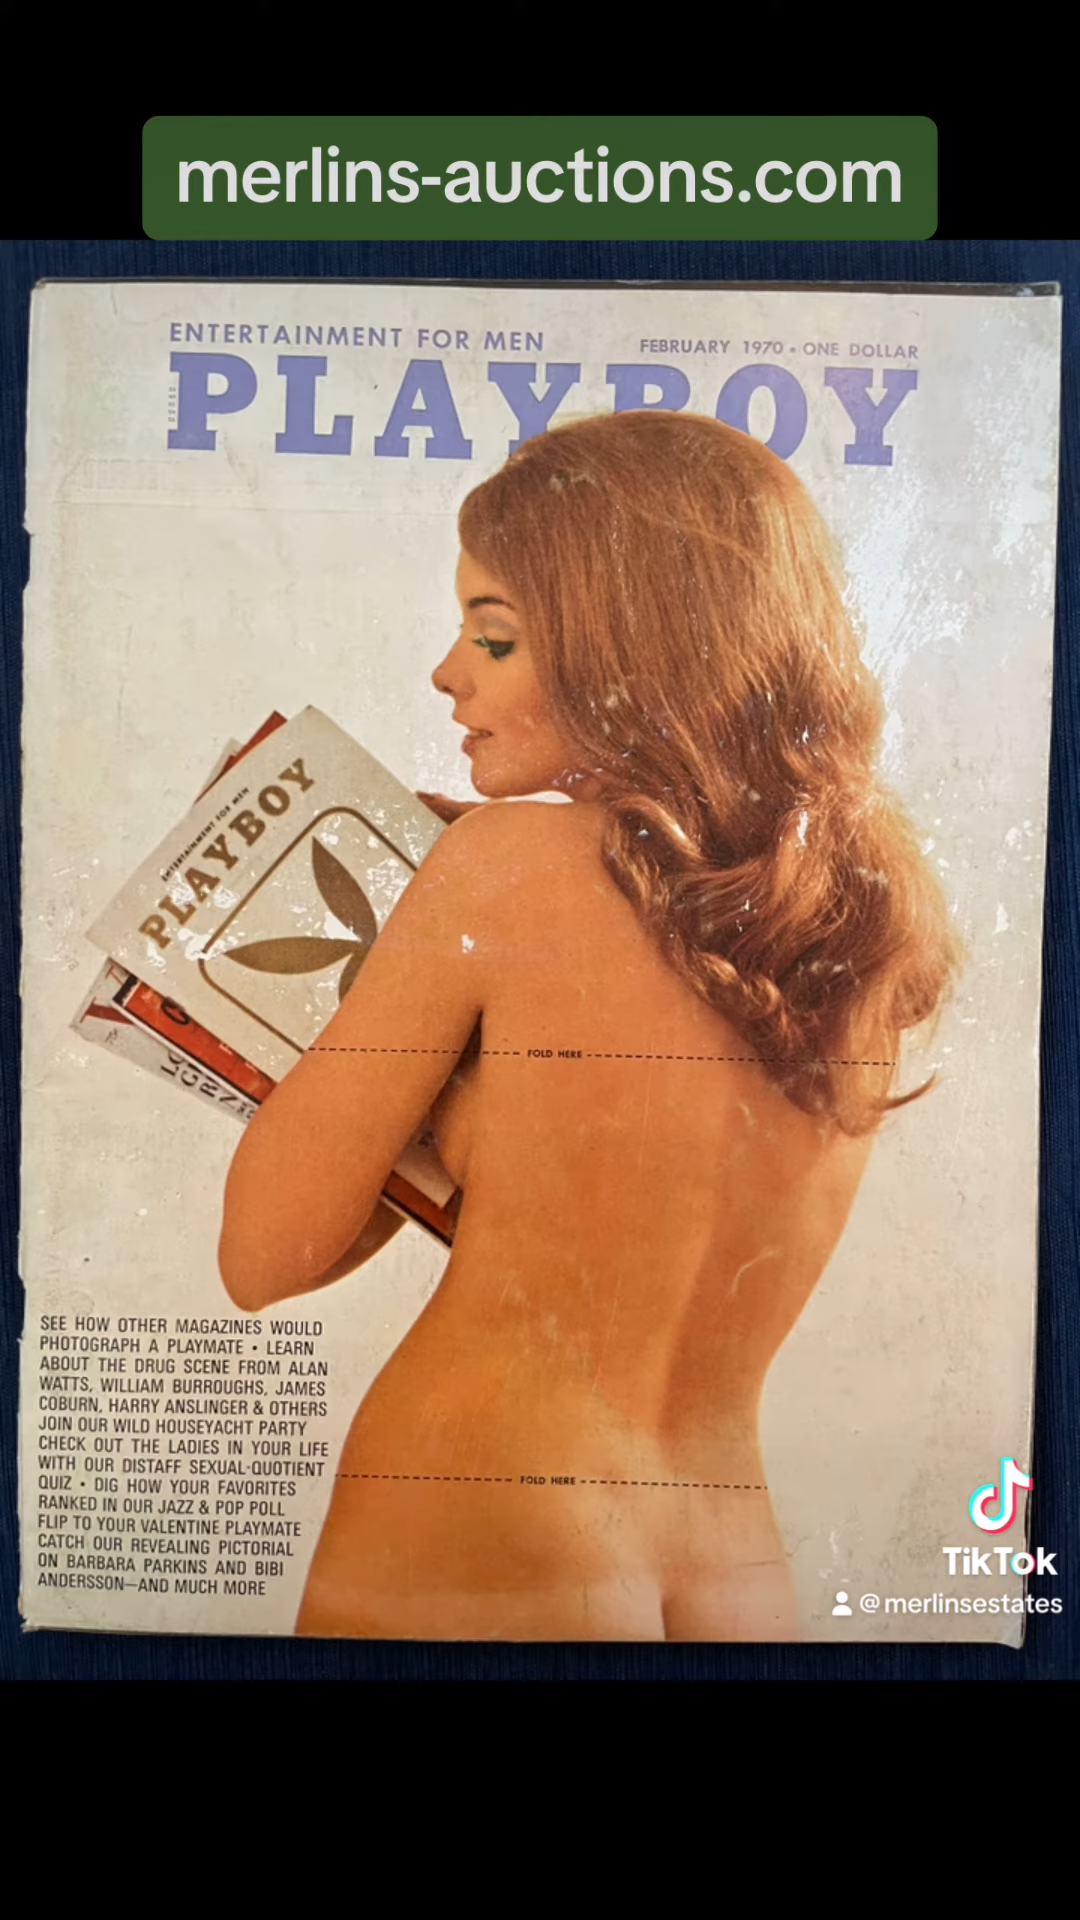 merlins-auctions.com
ENTERTAINMENT FOR MEN
FEBRUARY 1970 • ONE DOLLAR
PLAYBOY
ENTERTAINMENT FOR MEN
PLAYBOY
FOLD HERE
SEE HOW OTHER MAGAZINES WOULD
PHOTOGRAPH A PLAYMATE • LEARN
ABOUT THE DRUG SCENE FROM ALAN
WATTS, WILLIAM BURROUGHS, JAMES
COBURN, HARRY ANSLINGER & OTHERS
JOIN OUR WILD HOUSEYACHT PARTY
CHECK OUT THE LADIES IN YOUR LIFE
WITH OUR DISTAFF SEXUAL-QUOTIENT
QUIZ • DIG HOW YOUR FAVORITES
RANKED IN OUR JAZZ & POP POLL
FLIP TO YOUR VALENTINE PLAYMATE
CATCH OUR REVEALING PICTORIAL
ON BARBARA PARKINS AND BIBI
ANDERSSON—AND MUCH MORE
FOLD HERE
TikTok
@merlinsestates